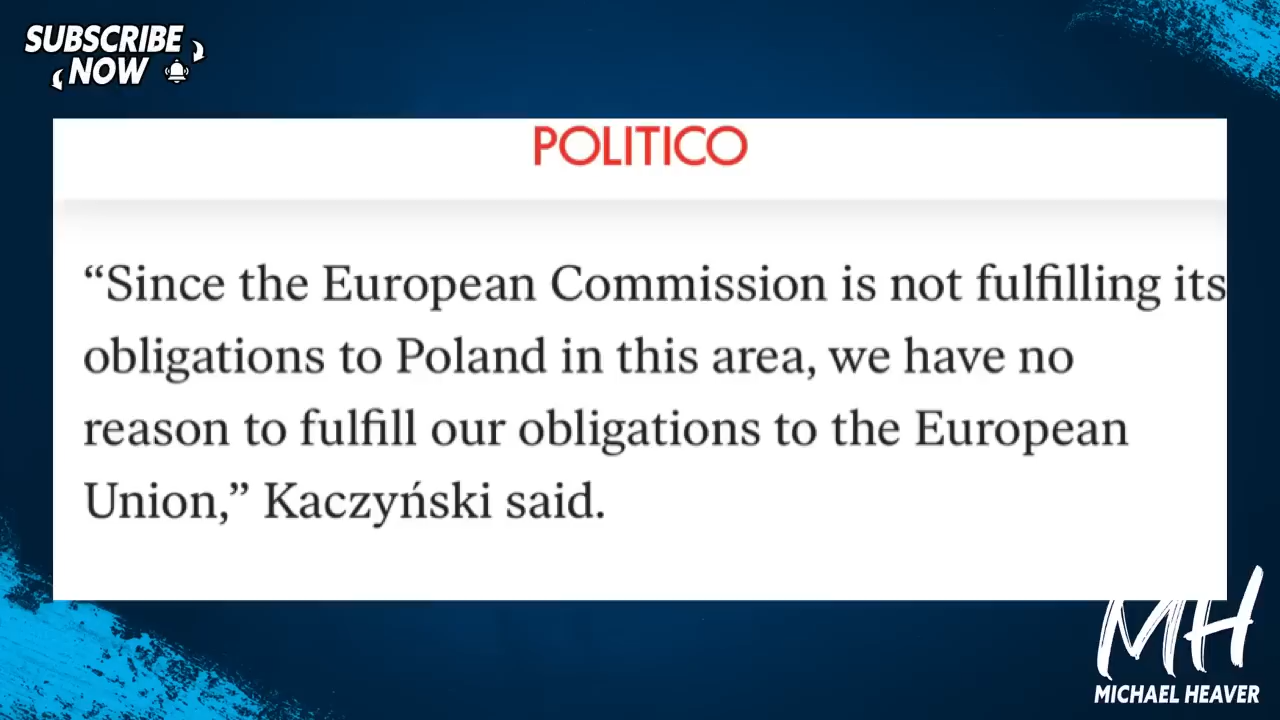 SUBSCRIBE
NOW
POLITICO
“Since the European Commission is not fulfilling its
obligations to Poland in this area, we have no
reason to fulfill our obligations to the European
Union,” Kaczyński said.
MH
MICHAEL HEAVER